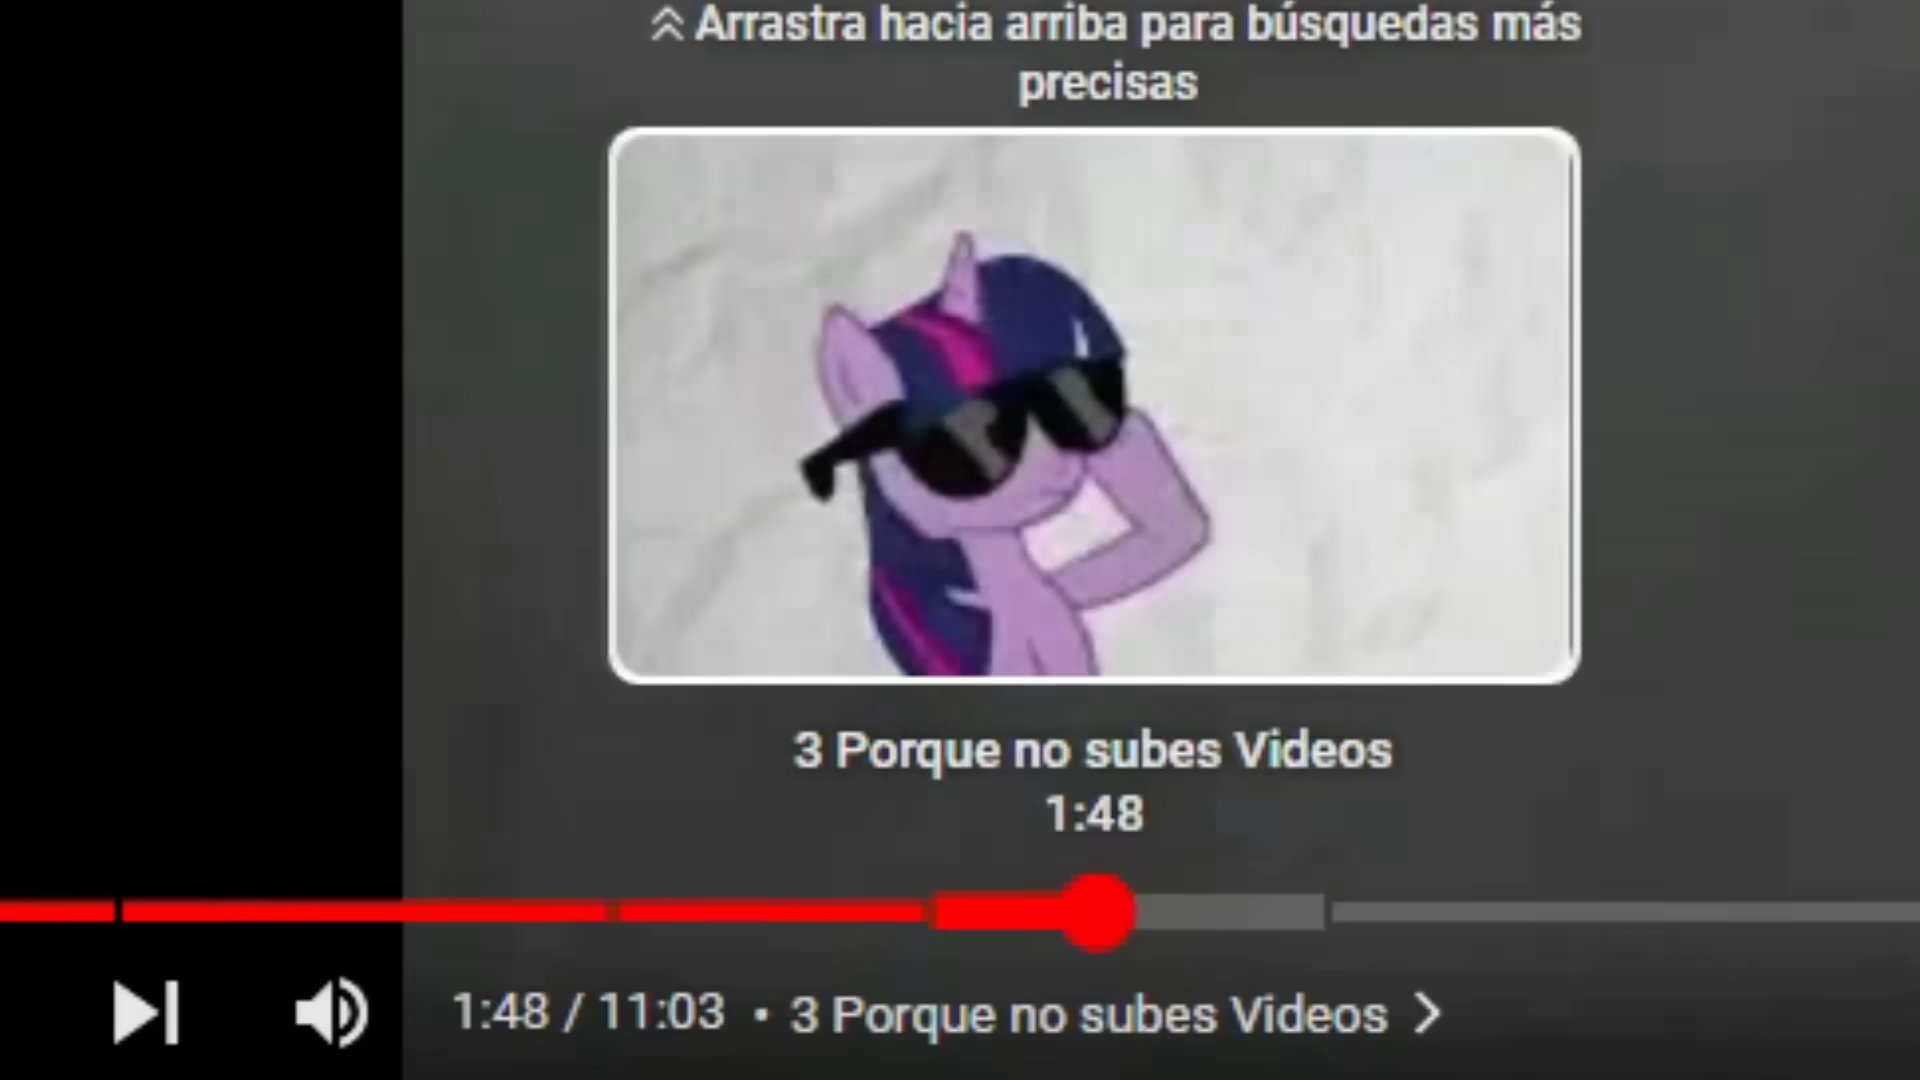 Arrastra hacia arriba para búsquedas más
precisas
3 Porque no subes Videos
1:48
1:48 / 11:03 • 3 Porque no subes Videos